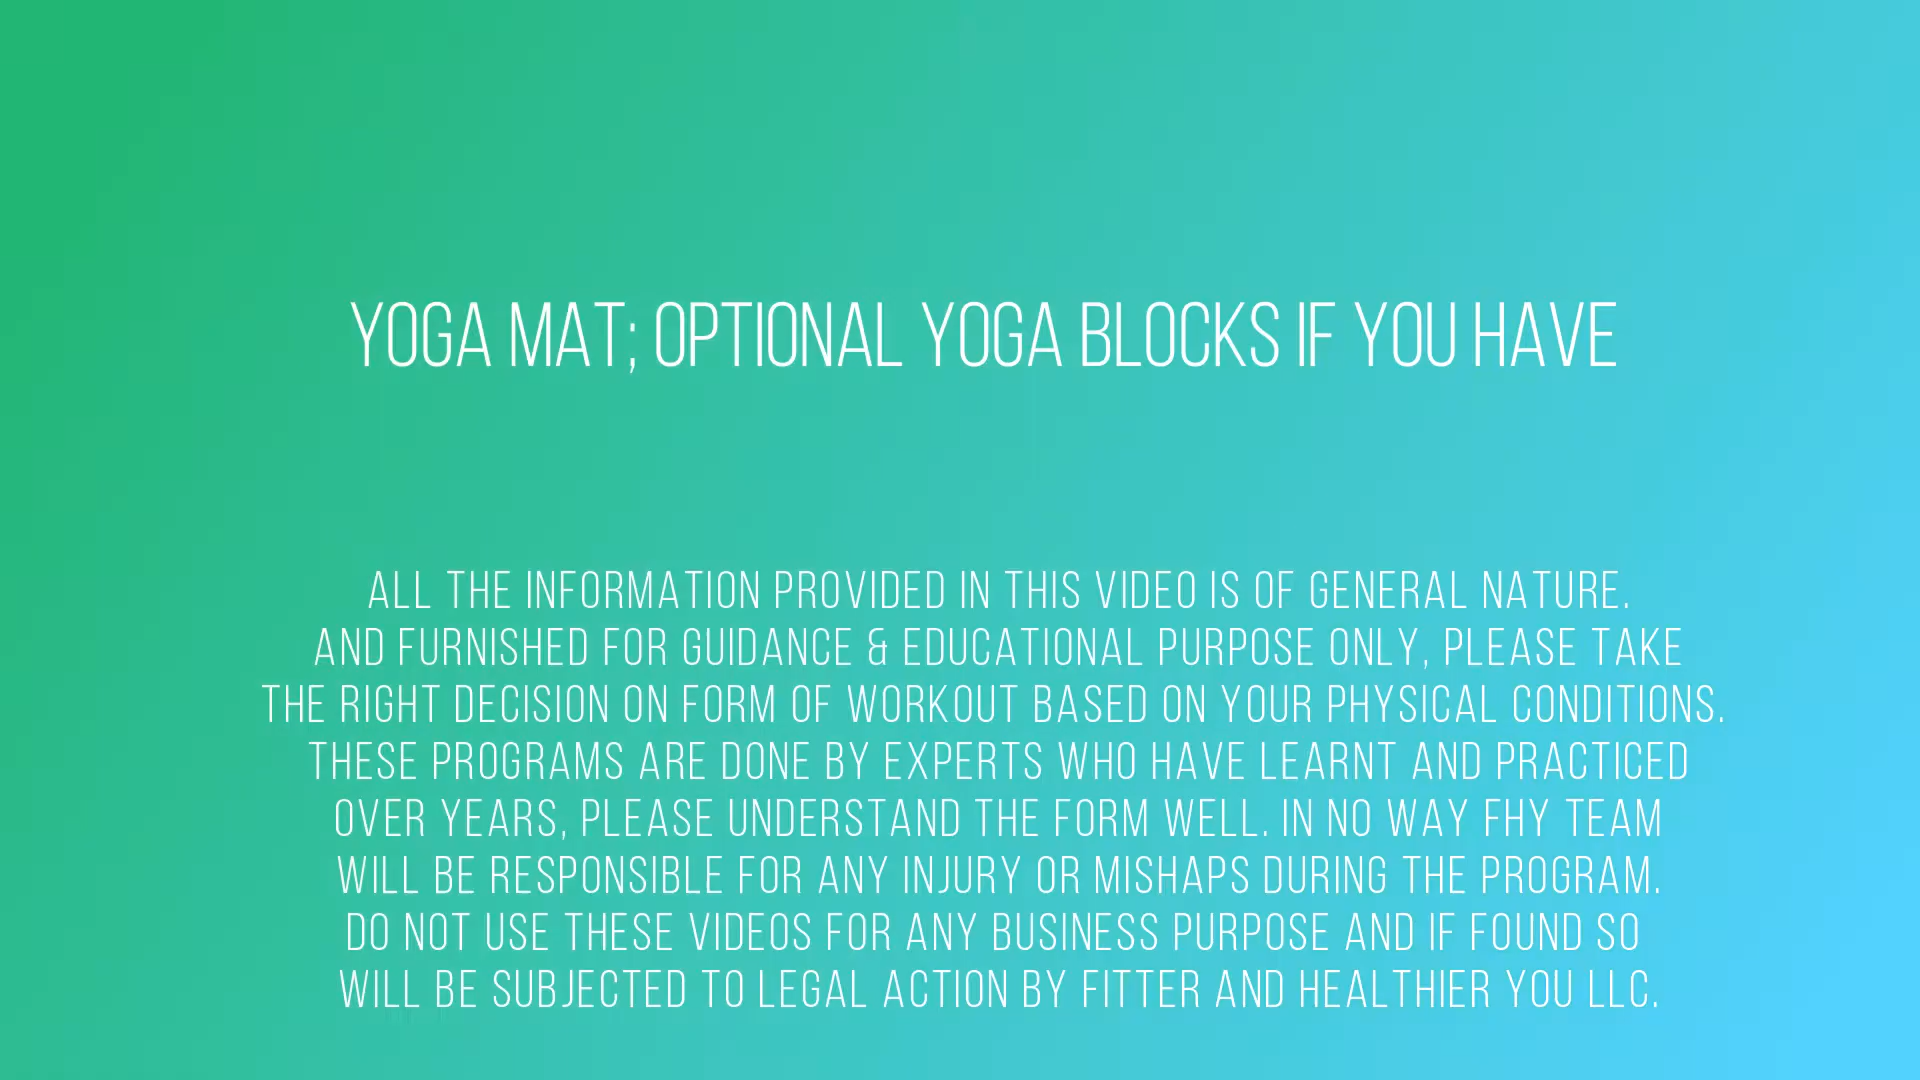 YOGA MAT; OPTIONAL YOGA BLOCKS IF YOU HAVE
ALL THE INFORMATION PROVIDED IN THIS VIDEO IS OF GENERAL NATURE.
AND FURNISHED FOR GUIDANCE & EDUCATIONAL PURPOSE ONLY, PLEASE TAKE
THE RIGHT DECISION ON FORM OF WORKOUT BASED ON YOUR PHYSICAL CONDITIONS.
THESE PROGRAMS ARE DONE BY EXPERTS WHO HAVE LEARNT AND PRACTICED
OVER YEARS, PLEASE UNDERSTAND THE FORM WELL. IN NO WAY FHY TEAM
WILL BE RESPONSIBLE FOR ANY INJURY OR MISHAPS DURING THE PROGRAM.
DO NOT USE THESE VIDEOS FOR ANY BUSINESS PURPOSE AND IF FOUND SO
WILL BE SUBJECTED TO LEGAL ACTION BY FITTER AND HEALTHIER YOU LLC.